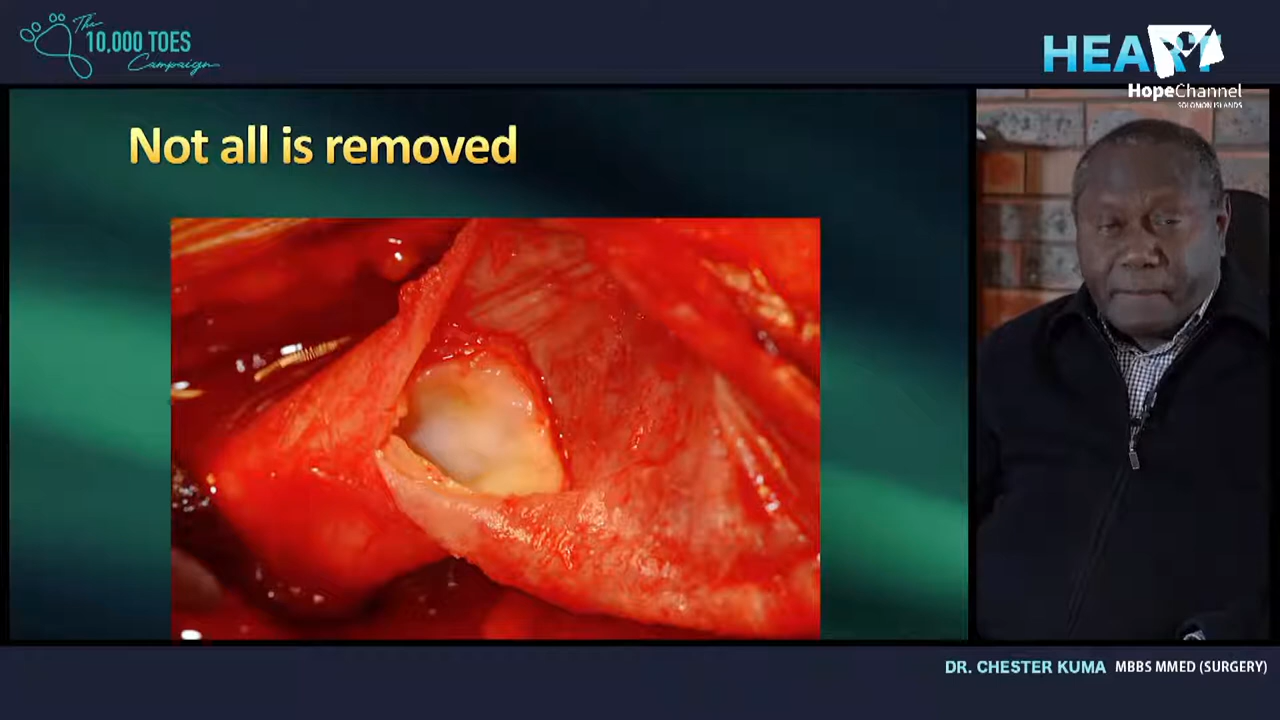 The
10,000 TOES
Campaign
HEART
HopeChannel
SOLOMON ISLANDS
Not all is removed
DR. CHESTER KUMA MBBS MMED (SURGERY)